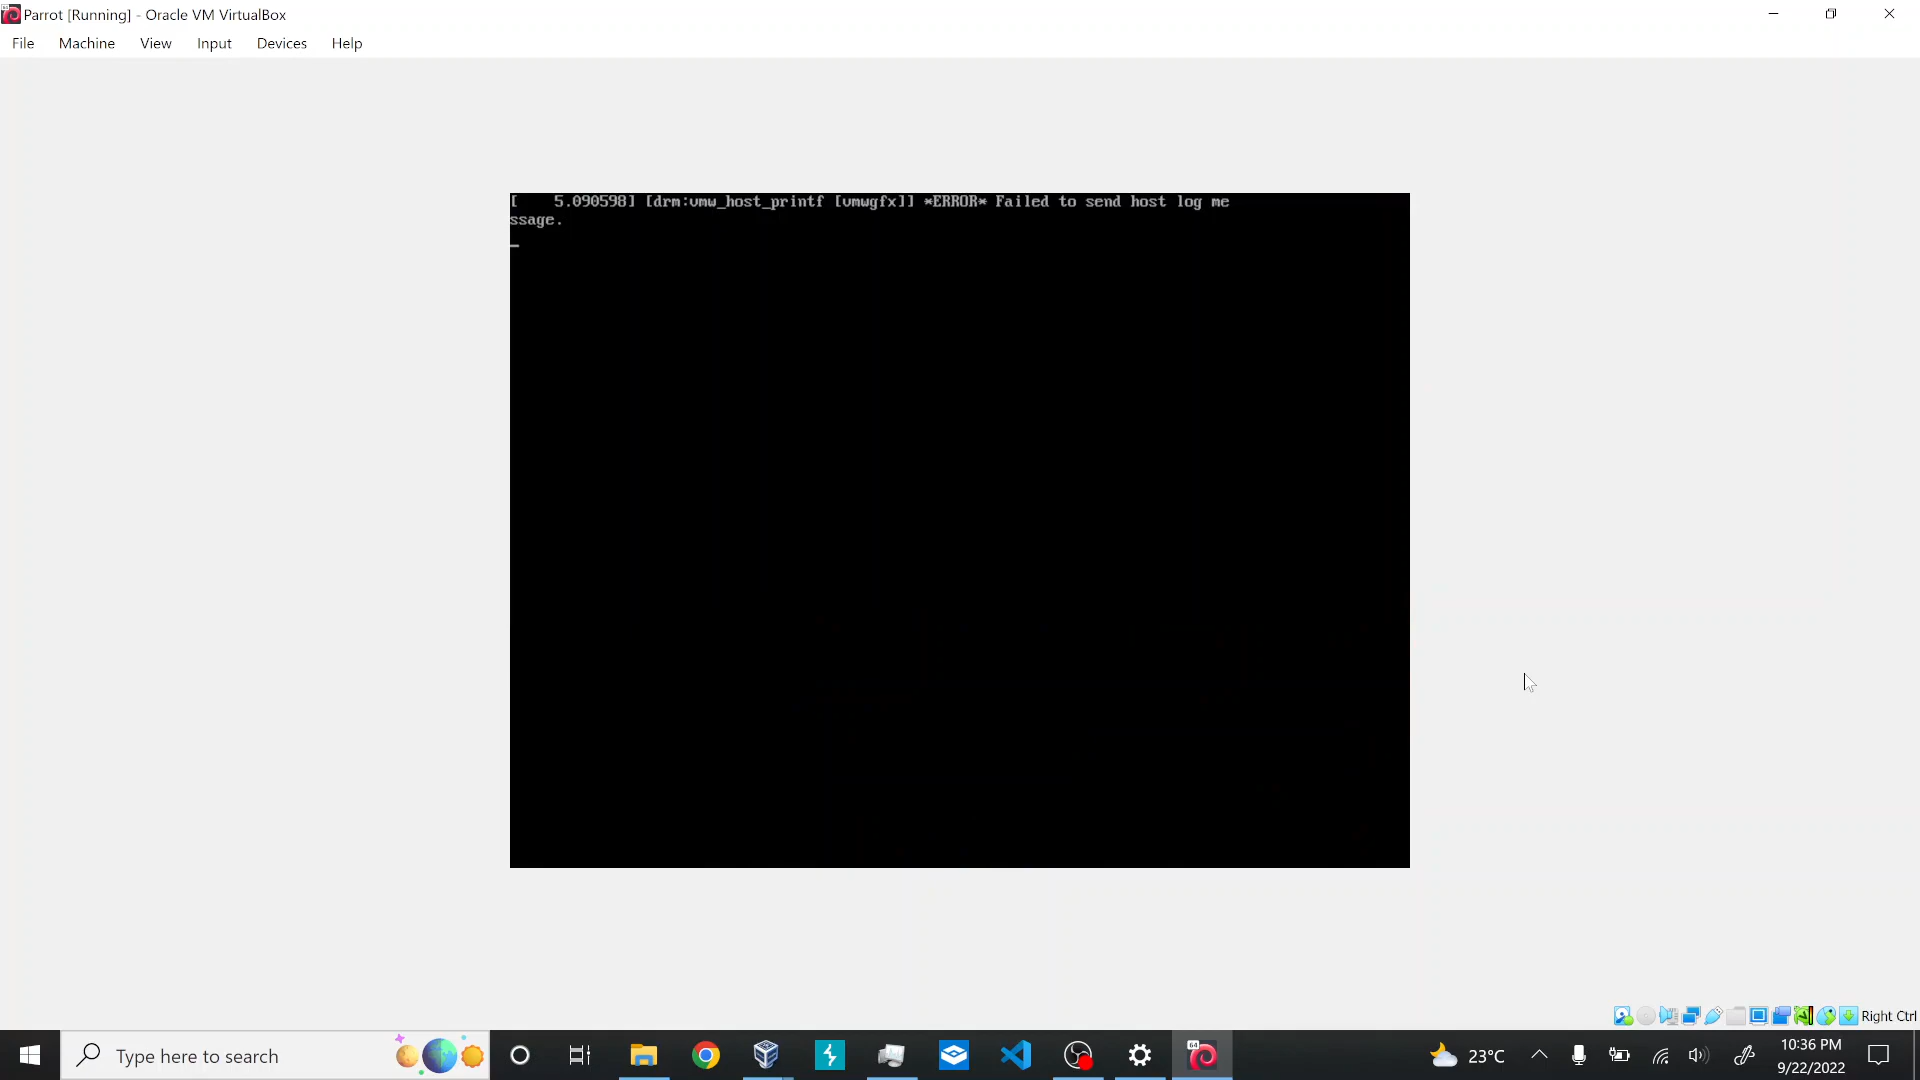 Parrot [Running] - Oracle VM VirtualBox
File Machine View Input Devices Help
[    5.090598] [drm:vmw_host_printf [vmwgfx]] *ERROR* Failed to send host log me
ssage.
64
Right Ctrl
Type here to search
23°C
10:36 PM
9/22/2022